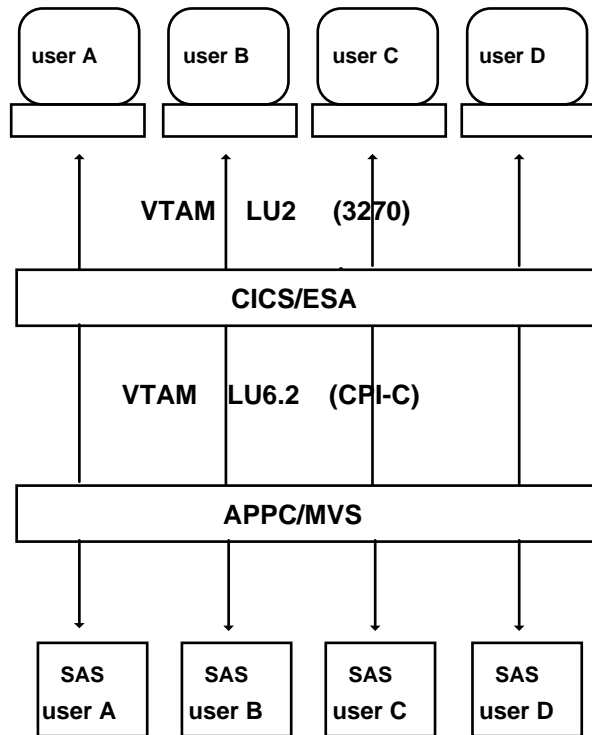 user A user B user C user D
VTAM LU2 (3270)
CICS/ESA
VTAM LU6.2 (CPI-C)
APPC/MVS
SAS SAS SAS SAS
user A user B user C user D